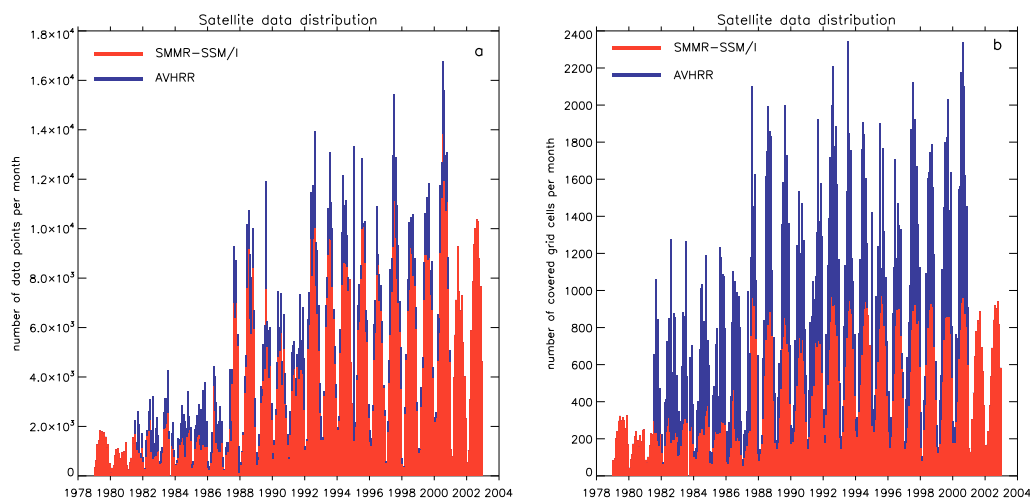 Satellite data distribution
1.8×10⁴
SMMR−SSM/I
a
AVHRR
1.6×10⁴
1.4×10⁴
1.2×10⁴
1.0×10⁴
8.0×10³
6.0×10³
4.0×10³
2.0×10³
0
number of data points per month
1978 1980 1982 1984 1986 1988 1990 1992 1994 1996 1998 2000 2002 2004
Satellite data distribution
2400
SMMR−SSM/I
b
AVHRR
2200
2000
1800
1600
1400
1200
1000
800
600
400
200
0
number of covered grid cells per month
1978 1980 1982 1984 1986 1988 1990 1992 1994 1996 1998 2000 2002 2004